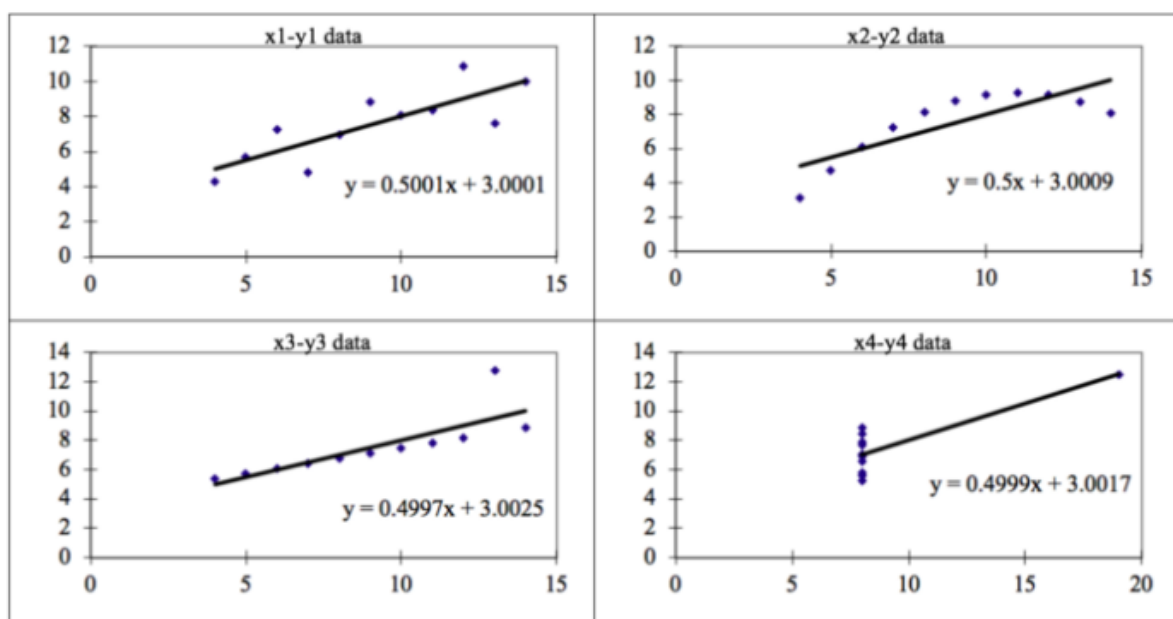 x1-y1 data
12
10
8
6
4
2
0
y = 0.5001x + 3.0001
0 5 10 15
x2-y2 data
12
10
8
6
4
2
0
y = 0.5x + 3.0009
0 5 10 15
x3-y3 data
14
12
10
8
6
4
2
0
y = 0.4997x + 3.0025
0 5 10 15
x4-y4 data
14
12
10
8
6
4
2
0
y = 0.4999x + 3.0017
0 5 10 15 20